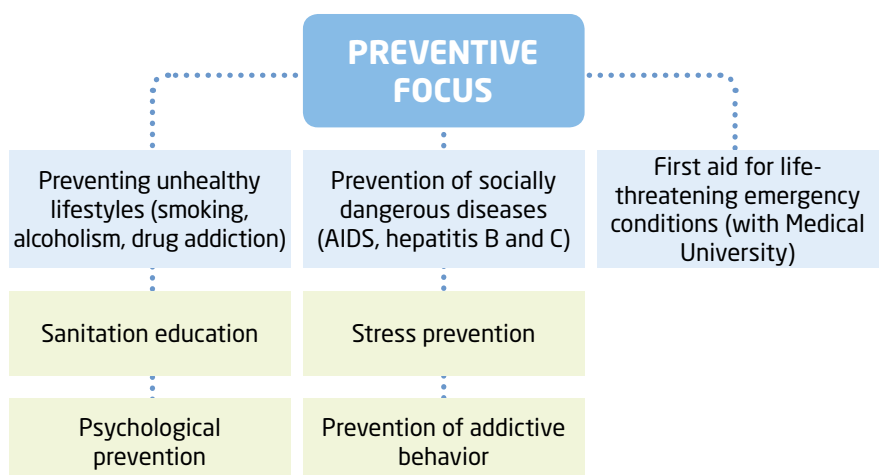 PREVENTIVE
FOCUS
Preventing unhealthy
lifestyles (smoking,
alcoholism, drug addiction)
Prevention of socially
dangerous diseases
(AIDS, hepatitis B and C)
First aid for life-
threatening emergency
conditions (with Medical
University)
Sanitation education
Stress prevention
Psychological
prevention
Prevention of addictive
behavior